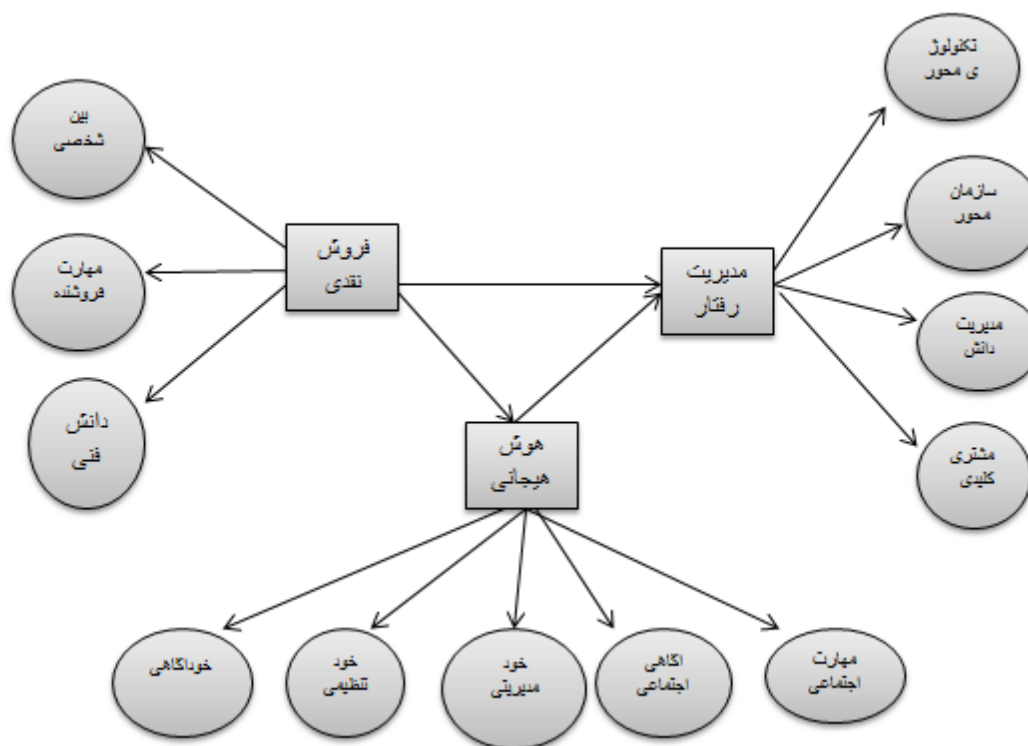 تکنولوژ
ی محور
بین
شخصی
سازمان
محور
فروش
نقدی
مدیریت
رفتار
مهارت
فروشنده
مدیریت
دانش
دانش
فنی
هوش
هیجانی
مشتری
کلیدی
خوداگاهی
خود
تنظیمی
خود
مدیریتی
اگاهی
اجتماعی
مهارت
اجتماعی